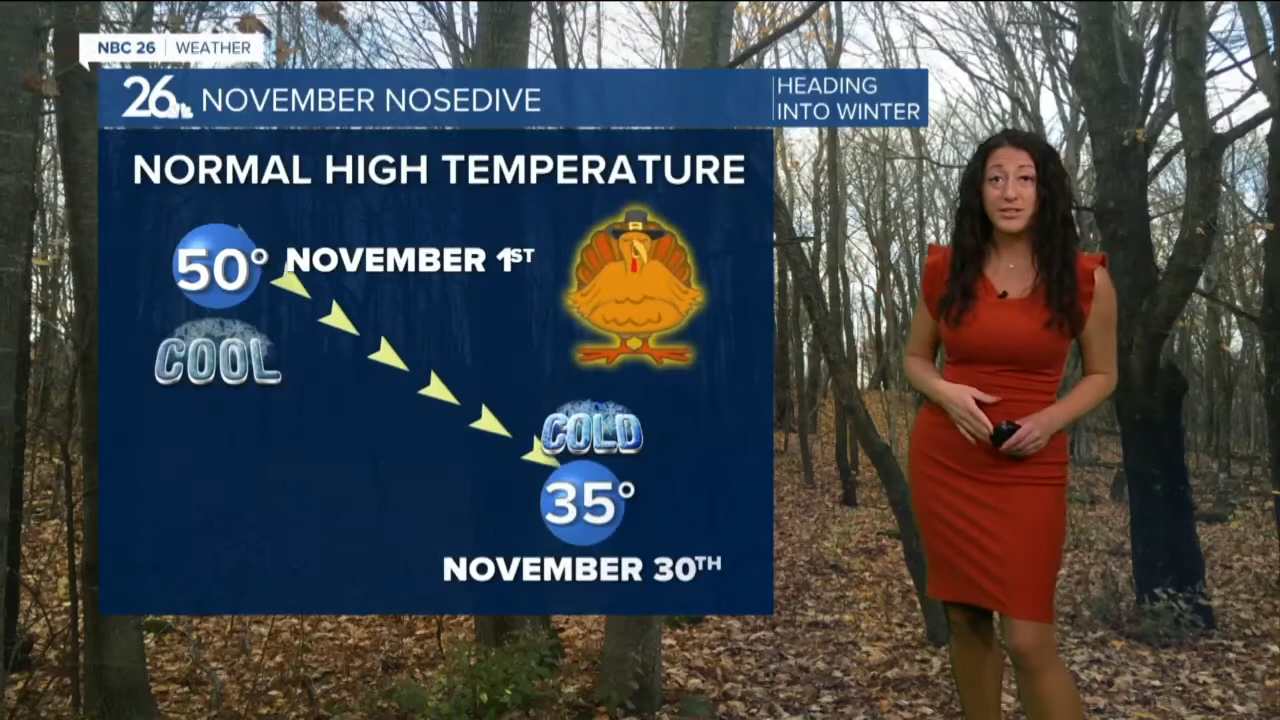 NBC 26 | WEATHER
26 NOVEMBER NOSEDIVE
HEADING
INTO WINTER
NORMAL HIGH TEMPERATURE
50° NOVEMBER 1ST
COOL
COLD
35°
NOVEMBER 30TH